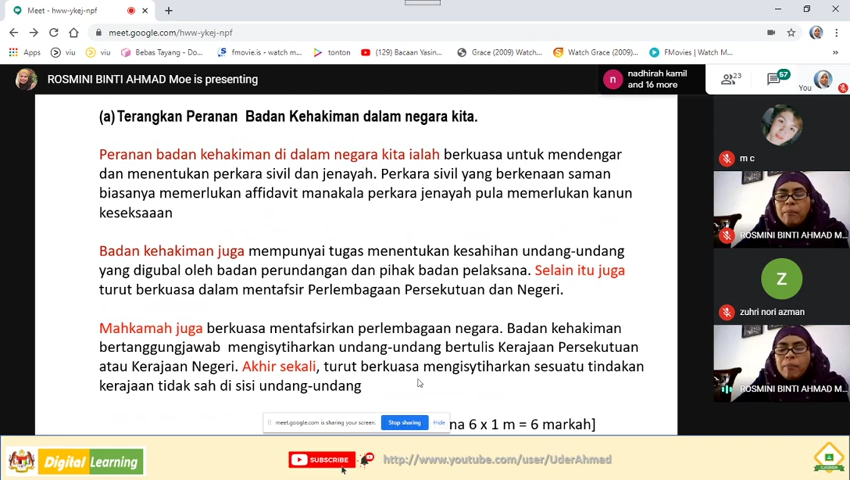 Meet - hww-ykej-npf
meet.google.com/hww-ykej-npf
Apps viu viu Bebas Tayang - Do... fmovie.is - watch m... tonton (129) Bacaan Yasin... Grace (2009) WEBDL... Watch Grace (2009)... FMovies | Watch M...
ROSMINI BINTI AHMAD Moe is presenting
n nadhirah kamil
and 16 more
23 57 You
(a) Terangkan Peranan Badan Kehakiman dalam negara kita.
Peranan badan kehakiman di dalam negara kita ialah berkuasa untuk mendengar
dan menentukan perkara sivil dan jenayah. Perkara sivil yang berkenaan saman
biasanya memerlukan affidavit manakala perkara jenayah pula memerlukan kanun
keseksaaan
Badan kehakiman juga mempunyai tugas menentukan kesahihan undang-undang
yang digubal oleh badan perundangan dan pihak badan pelaksana. Selain itu juga
turut berkuasa dalam mentafsir Perlembagaan Persekutuan dan Negeri.
Mahkamah juga berkuasa mentafsirkan perlembagaan negara. Badan kehakiman
bertanggungjawab mengisytiharkan undang-undang bertulis Kerajaan Persekutuan
atau Kerajaan Negeri. Akhir sekali, turut berkuasa mengisytiharkan sesuatu tindakan
kerajaan tidak sah di sisi undang-undang
na 6 x 1 m = 6 markah]
meet.google.com is sharing your screen. Stop sharing Hide
m c
ROSMINI BINTI AHMAD M...
Z
zuhri nori azman
ROSMINI BINTI AHMAD M...
Digital Learning
SUBSCRIBE
http://www.youtube.com/user/UderAhmad